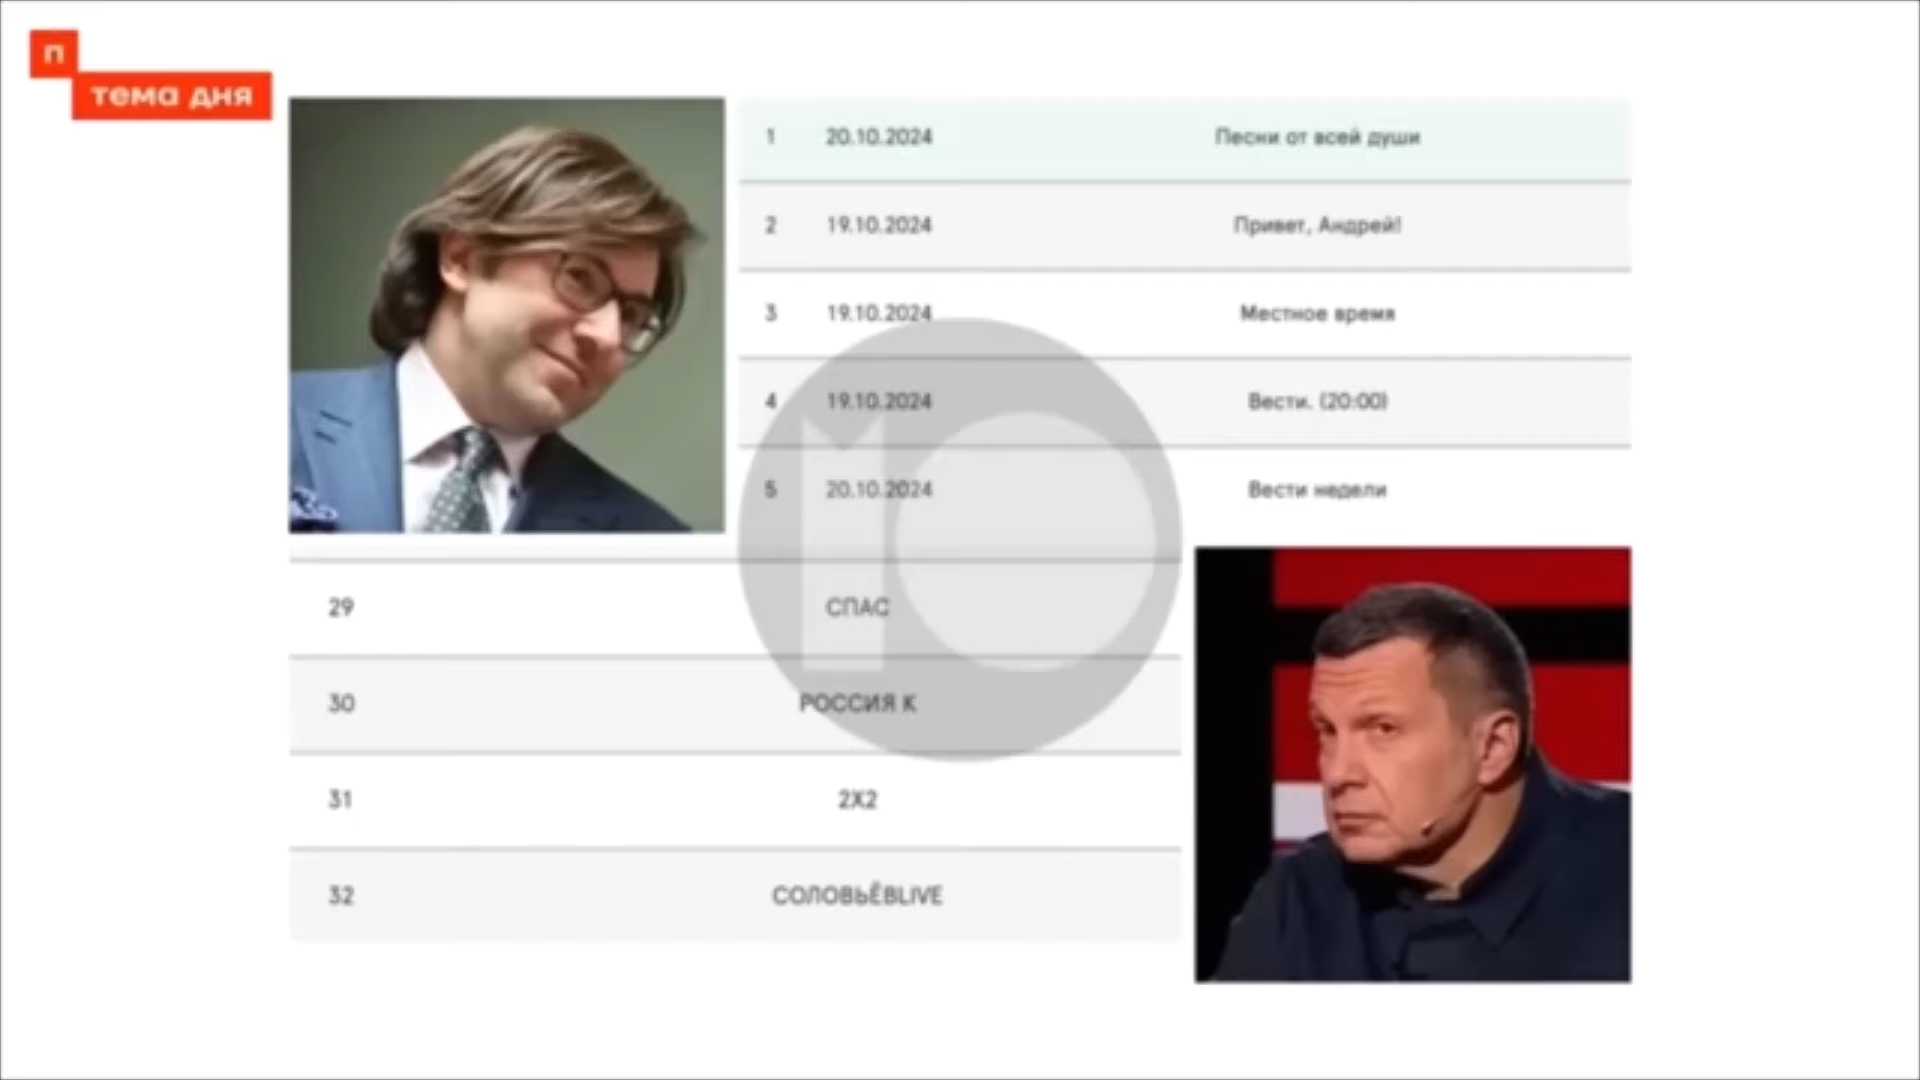 п
тема дня
1 20.10.2024 Песни от всей души
2 19.10.2024 Привет, Андрей!
3 19.10.2024 Местное время
4 19.10.2024 Вести. (20:00)
5 20.10.2024 Вести недели
29 СПАС
30 РОССИЯ К
31 2Х2
32 СОЛОВЬЁВLIVE